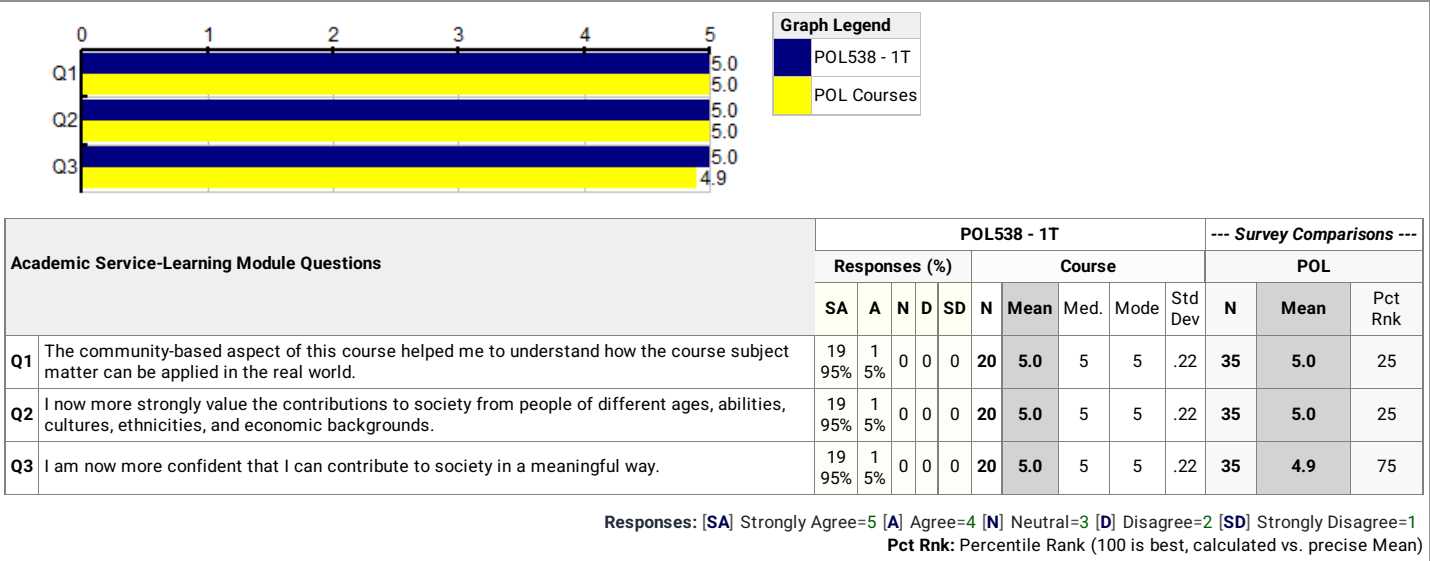 0 1 2 3 4 5
Q1
5.0
5.0
Q2
5.0
5.0
Q3
5.0
4.9
Graph Legend
POL538 - 1T
POL Courses
Academic Service-Learning Module Questions
POL538 - 1T
--- Survey Comparisons ---
Responses (%)
Course
POL
SA A N D SD N Mean Med. Mode Std Dev N Mean Pct Rnk
Q1 The community-based aspect of this course helped me to understand how the course subject
matter can be applied in the real world.
19 95% 1 5% 0 0 0 20 5.0 5 5 .22 35 5.0 25
Q2 I now more strongly value the contributions to society from people of different ages, abilities,
cultures, ethnicities, and economic backgrounds.
19 95% 1 5% 0 0 0 20 5.0 5 5 .22 35 5.0 25
Q3 I am now more confident that I can contribute to society in a meaningful way.
19 95% 1 5% 0 0 0 20 5.0 5 5 .22 35 4.9 75
Responses: [SA] Strongly Agree=5 [A] Agree=4 [N] Neutral=3 [D] Disagree=2 [SD] Strongly Disagree=1
Pct Rnk: Percentile Rank (100 is best, calculated vs. precise Mean)